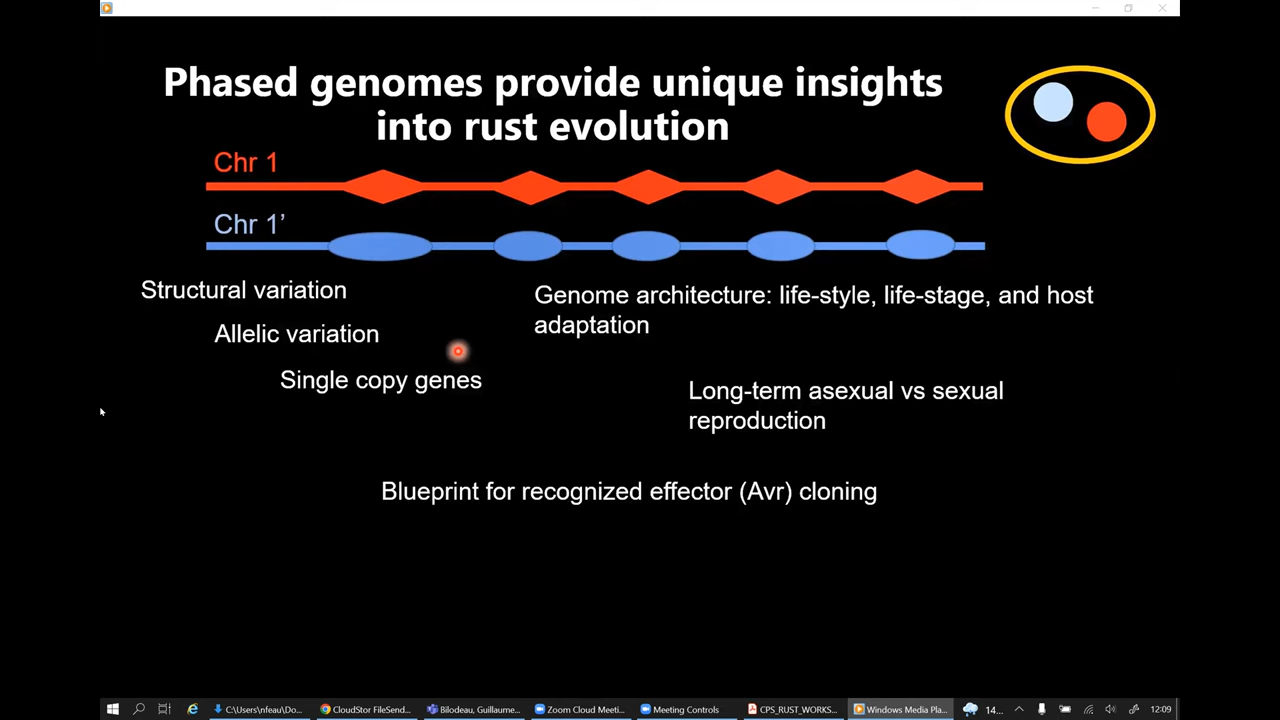 Phased genomes provide unique insights
into rust evolution
Chr 1
Chr 1’
Structural variation
Allelic variation
Single copy genes
Genome architecture: life-style, life-stage, and host
adaptation
Long-term asexual vs sexual
reproduction
Blueprint for recognized effector (Avr) cloning
C:\Users\nfeau\Do...
CloudStor FileSend...
Bilodeau, Guillaume...
Zoom Cloud Meeti...
Meeting Controls
CPS_RUST_WORKS...
Windows Media Pla...
14...
12:09